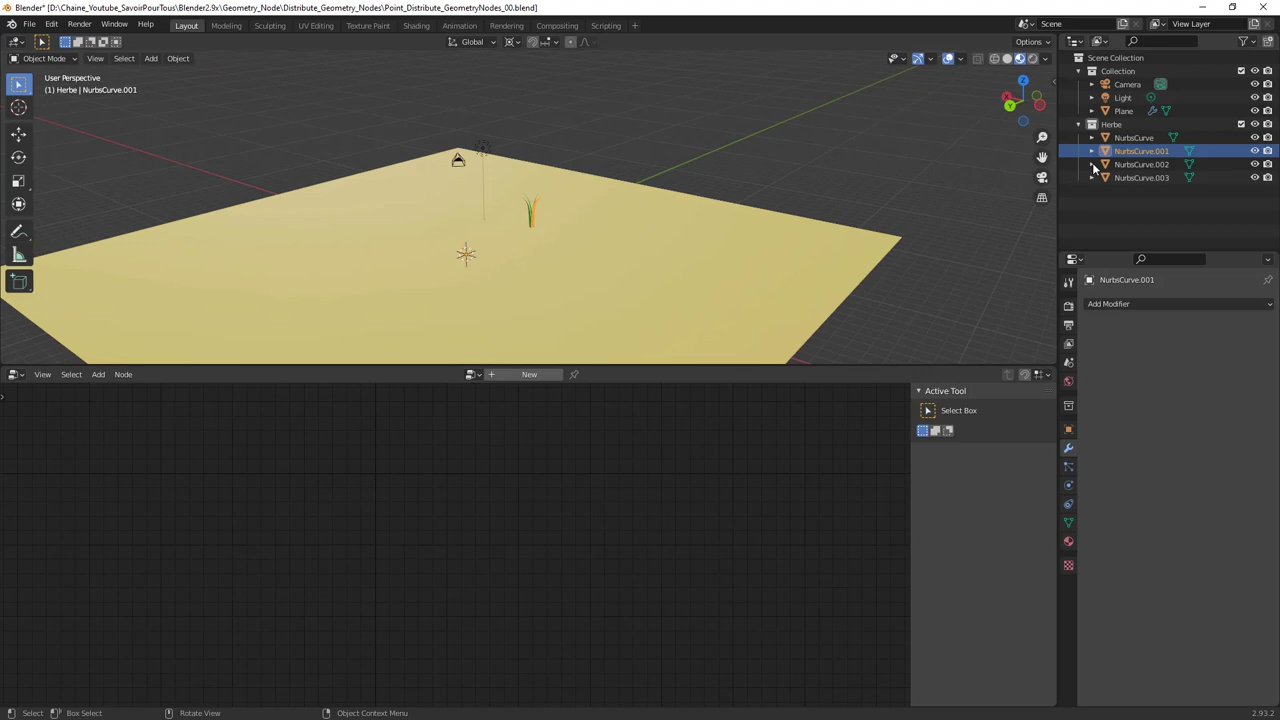 Blender* [D:\Chaine_Youtube_SavoirPourTous\Blender2.9x\Geometry_Node\Distribute_Geometry_Nodes\Point_Distribute_GeometryNodes_00.blend]
File Edit Render Window Help Layout Modeling Sculpting UV Editing Texture Paint Shading Animation Rendering Compositing Scripting Scene View Layer
Global Options
Object Mode View Select Add Object
User Perspective
(1) Herbe | NurbsCurve.001
X
Y
Z
Scene Collection
Collection
Camera
Light
Plane
Herbe
NurbsCurve
NurbsCurve.001
NurbsCurve.002
NurbsCurve.003
NurbsCurve.001
Add Modifier
View Select Add Node New
Active Tool
Select Box
Select Box Select Rotate View Object Context Menu 2.93.2